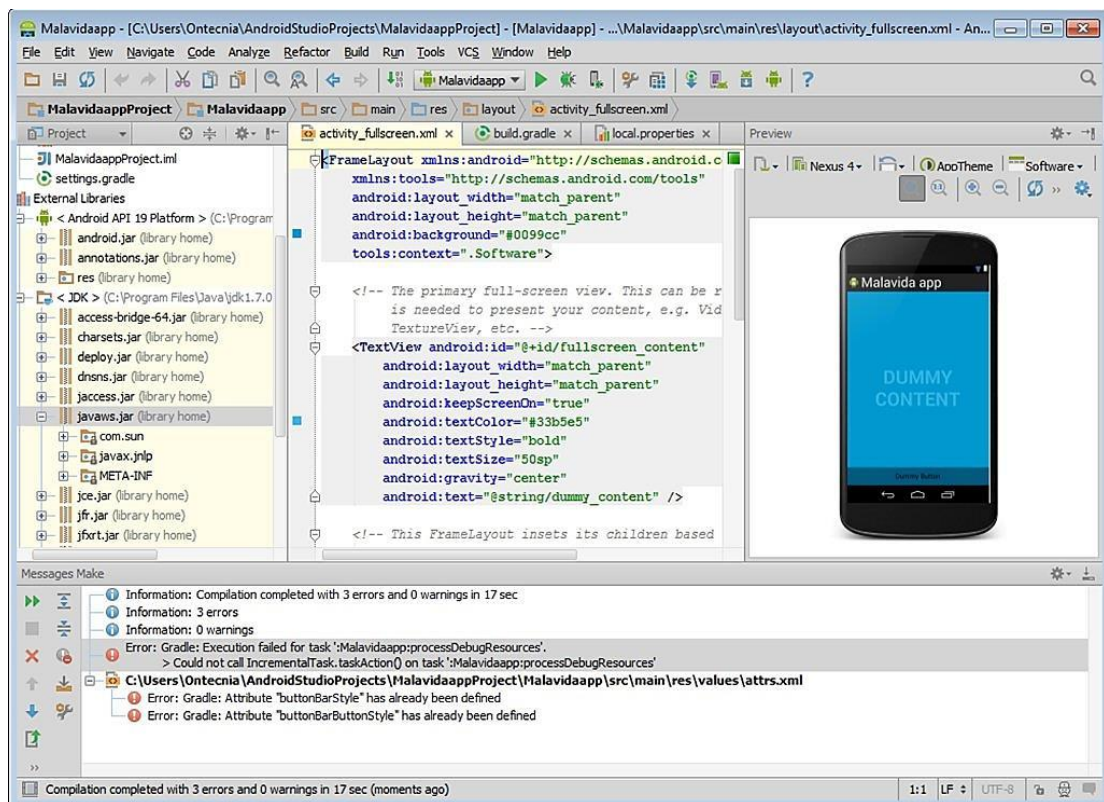 Malavidaapp - [C:\Users\Ontecnia\AndroidStudioProjects\MalavidaappProject] - [Malavidaapp] - ...\Malavidaapp\src\main\res\layout\activity_fullscreen.xml - An...
File Edit View Navigate Code Analyze Refactor Build Run Tools VCS Window Help
Malavidaapp
MalavidaappProject Malavidaapp src main res layout activity_fullscreen.xml
Project
MalavidaappProject.iml
settings.gradle
External Libraries
< Android API 19 Platform > (C:\Program
android.jar (library home)
annotations.jar (library home)
res (library home)
< JDK > (C:\Program Files\Java\jdk1.7.0
access-bridge-64.jar (library home)
charsets.jar (library home)
deploy.jar (library home)
dnsns.jar (library home)
jaccess.jar (library home)
javaws.jar (library home)
com.sun
javax.jnlp
META-INF
jce.jar (library home)
jfr.jar (library home)
jfxrt.jar (library home)
activity_fullscreen.xml build.gradle local.properties
<FrameLayout xmlns:android="http://schemas.android.c
xmlns:tools="http://schemas.android.com/tools"
android:layout_width="match_parent"
android:layout_height="match_parent"
android:background="#0099cc"
tools:context=".Software">
<!-- The primary full-screen view. This can be r
is needed to present your content, e.g. Vid
TextureView, etc. -->
<TextView android:id="@+id/fullscreen_content"
android:layout_width="match_parent"
android:layout_height="match_parent"
android:keepScreenOn="true"
android:textColor="#33b5e5"
android:textStyle="bold"
android:textSize="50sp"
android:gravity="center"
android:text="@string/dummy_content" />
<!-- This FrameLayout insets its children based
Preview
Nexus 4 AppTheme Software
1:1
Malavida app
DUMMY
CONTENT
Dummy Button
Messages Make
Information: Compilation completed with 3 errors and 0 warnings in 17 sec
Information: 3 errors
Information: 0 warnings
Error: Gradle: Execution failed for task ':Malavidaapp:processDebugResources'.
> Could not call IncrementalTask.taskAction() on task ':Malavidaapp:processDebugResources'
C:\Users\Ontecnia\AndroidStudioProjects\MalavidaappProject\Malavidaapp\src\main\res\values\attrs.xml
Error: Gradle: Attribute "buttonBarStyle" has already been defined
Error: Gradle: Attribute "buttonBarButtonStyle" has already been defined
Compilation completed with 3 errors and 0 warnings in 17 sec (moments ago) 1:1 LF UTF-8